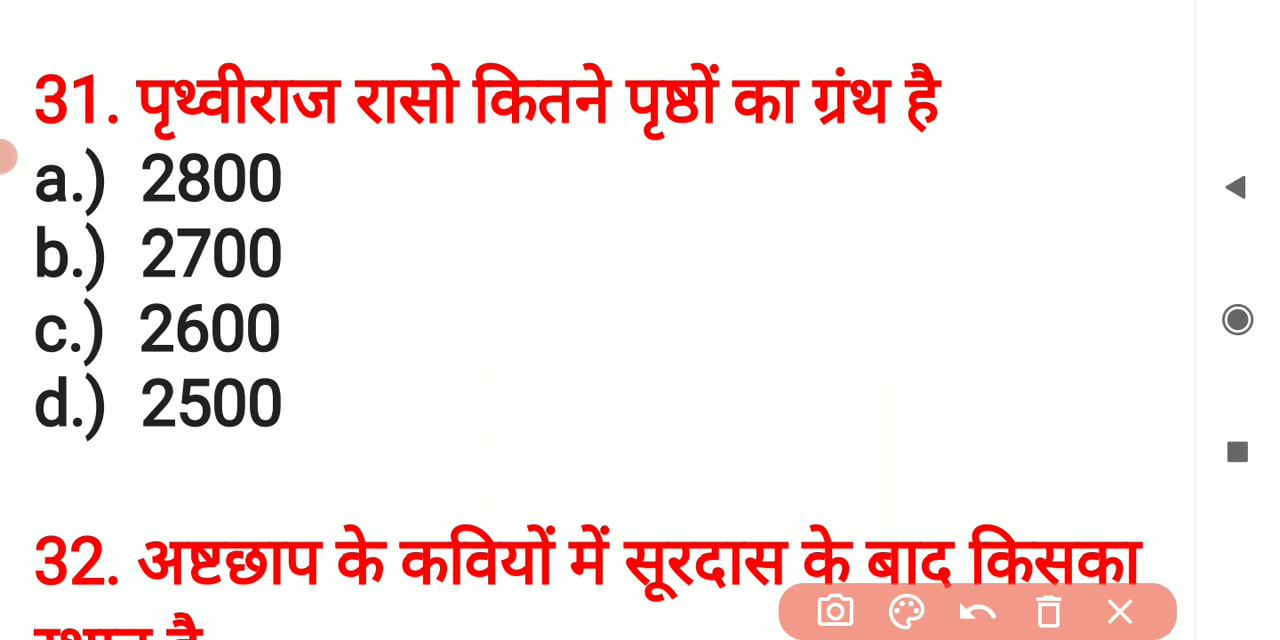 31. पृथ्वीराज रासो कितने पृष्ठों का ग्रंथ है
a.) 2800
b.) 2700
c.) 2600
d.) 2500
32. अष्टछाप के कवियों में सूरदास के बाद किसका